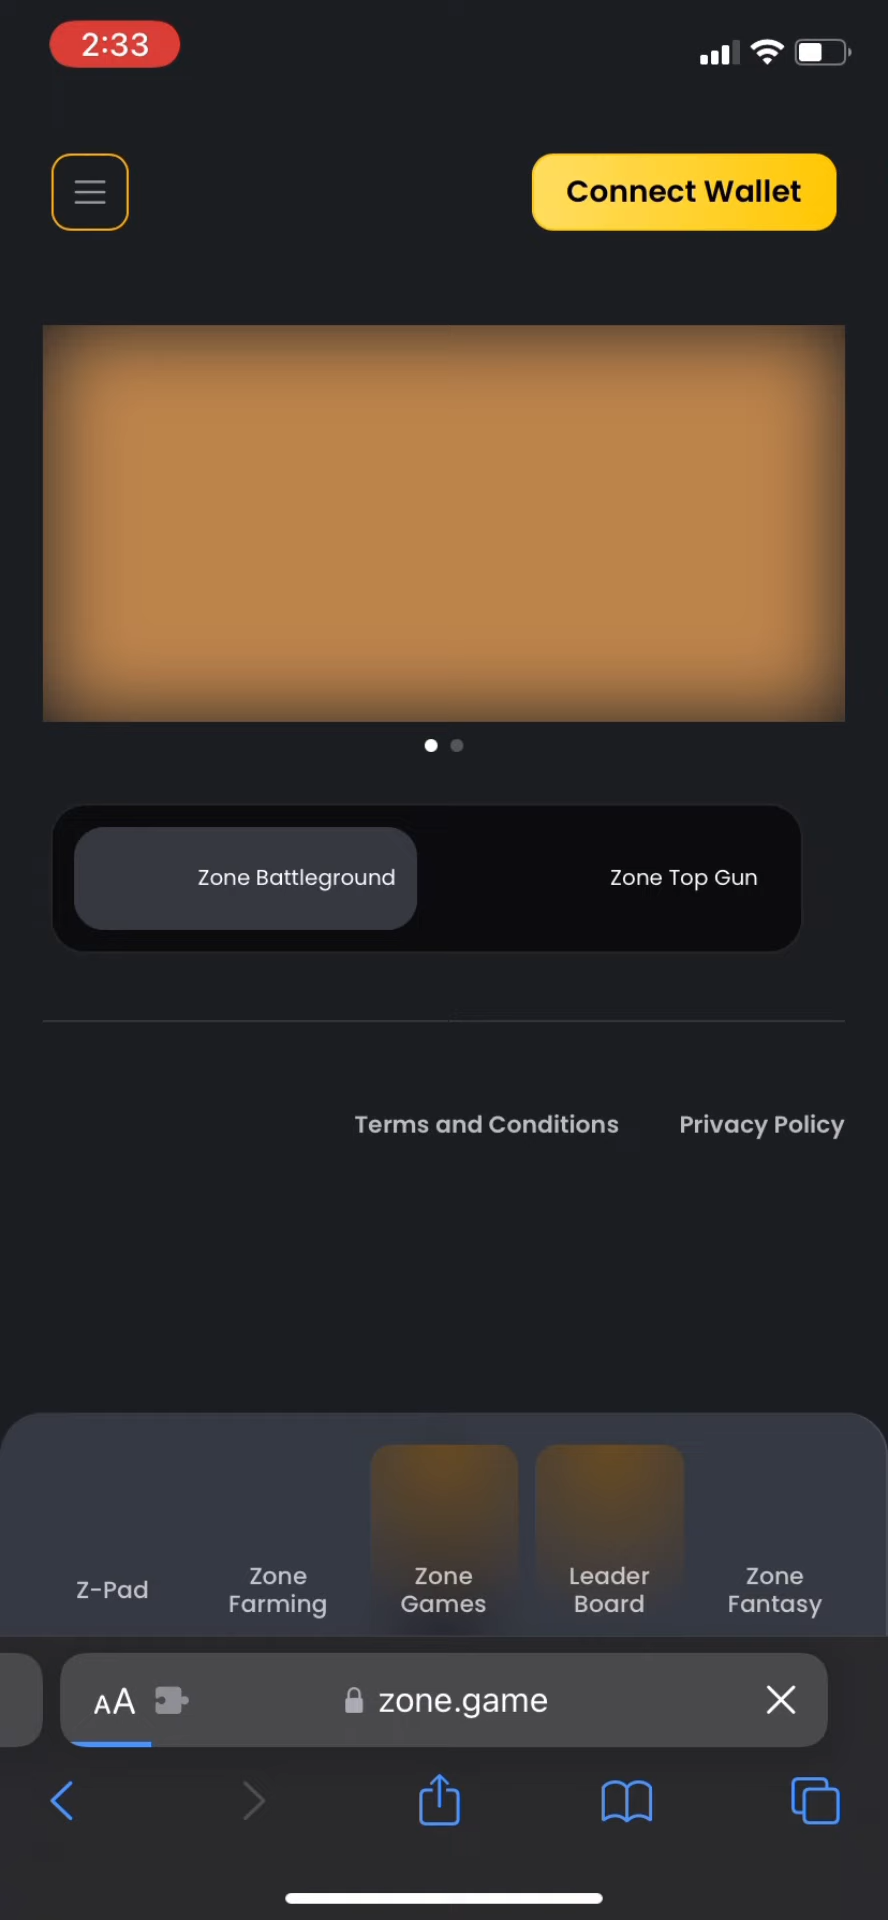 2:33
Connect Wallet
Zone Battleground
Zone Top Gun
Terms and Conditions
Privacy Policy
Z-Pad
Zone
Farming
Zone
Games
Leader
Board
Zone
Fantasy
AA
zone.game